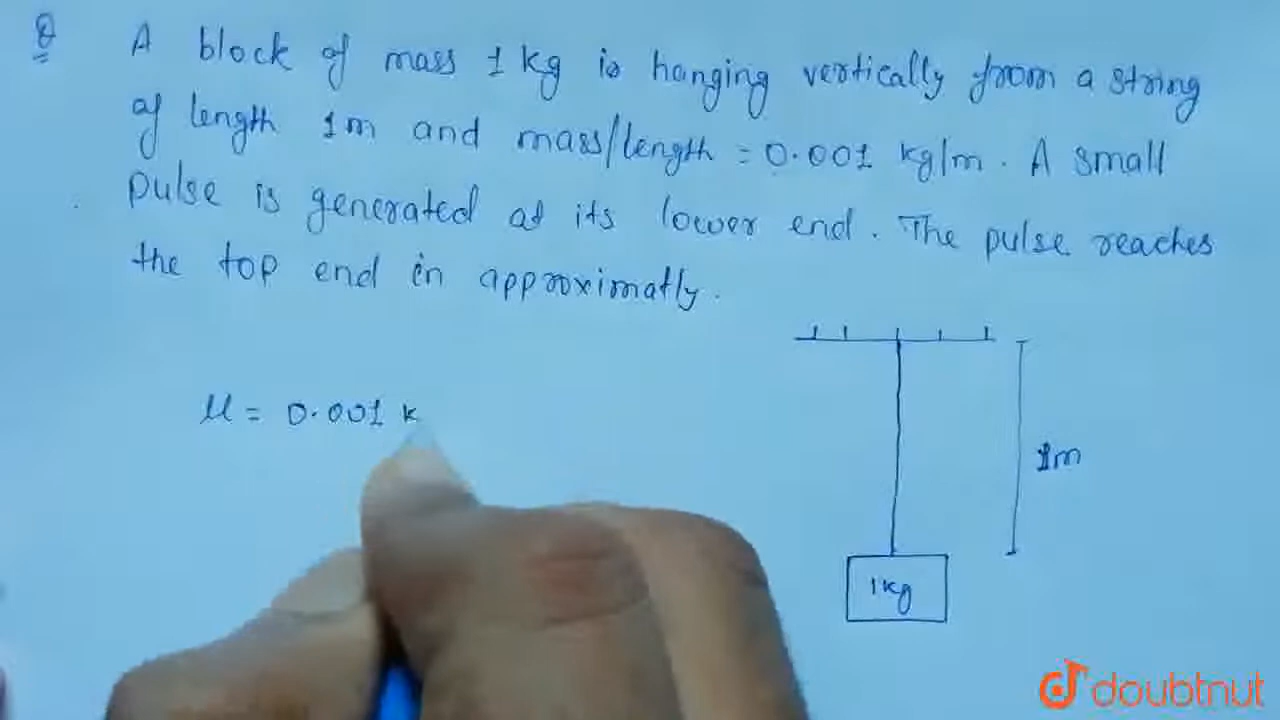 Q A block of mass 1 kg is hanging vertically from a string
of length 1m and mass/length = 0.001 kg/m. A small
pulse is generated at its lower end. The pulse reaches
the top end in approximatly.
μ = 0.001 k
1m
1kg
doubtnut